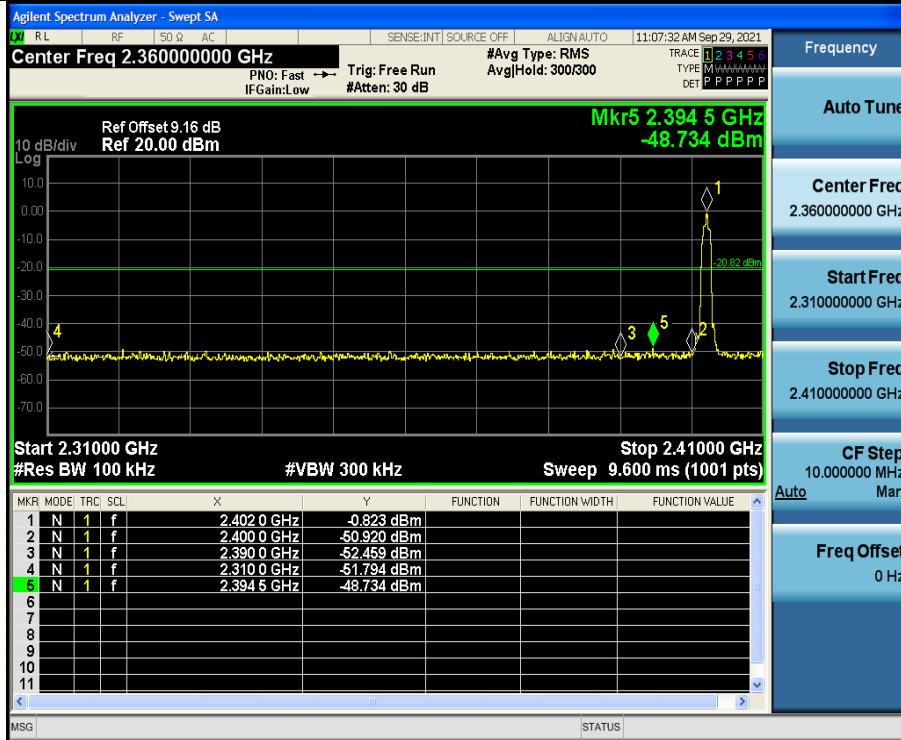 Agilent Spectrum Analyzer - Swept SA
LXI RL RF 50 Ω AC SENSE:INT SOURCE OFF ALIGN AUTO 11:07:32 AM Sep 29, 2021
Center Freq 2.360000000 GHz
PNO: Fast
IFGain:Low
Trig: Free Run
#Atten: 30 dB
#Avg Type: RMS
Avg|Hold: 300/300
TRACE 1 2 3 4 5 6
TYPE M
DET P P P P P P
Mkr5 2.394 5 GHz
-48.734 dBm
Ref Offset 9.16 dB
10 dB/div Ref 20.00 dBm
Log
10.0
0.00
-10.0
-20.0
-30.0
-40.0
-50.0
-60.0
-70.0
1
-20.82 dBm
4
3
5
2
Start 2.31000 GHz Stop 2.41000 GHz
#Res BW 100 kHz #VBW 300 kHz Sweep 9.600 ms (1001 pts)
MKR MODE TRC SCL X Y FUNCTION FUNCTION WIDTH FUNCTION VALUE
1 N 1 f 2.402 0 GHz -0.823 dBm
2 N 1 f 2.400 0 GHz -50.920 dBm
3 N 1 f 2.390 0 GHz -52.459 dBm
4 N 1 f 2.310 0 GHz -51.794 dBm
5 N 1 f 2.394 5 GHz -48.734 dBm
6
7
8
9
10
11
MSG STATUS
Frequency
Auto Tune
Center Freq
2.360000000 GHz
Start Freq
2.310000000 GHz
Stop Freq
2.410000000 GHz
CF Step
10.000000 MHz
Auto Man
Freq Offset
0 Hz